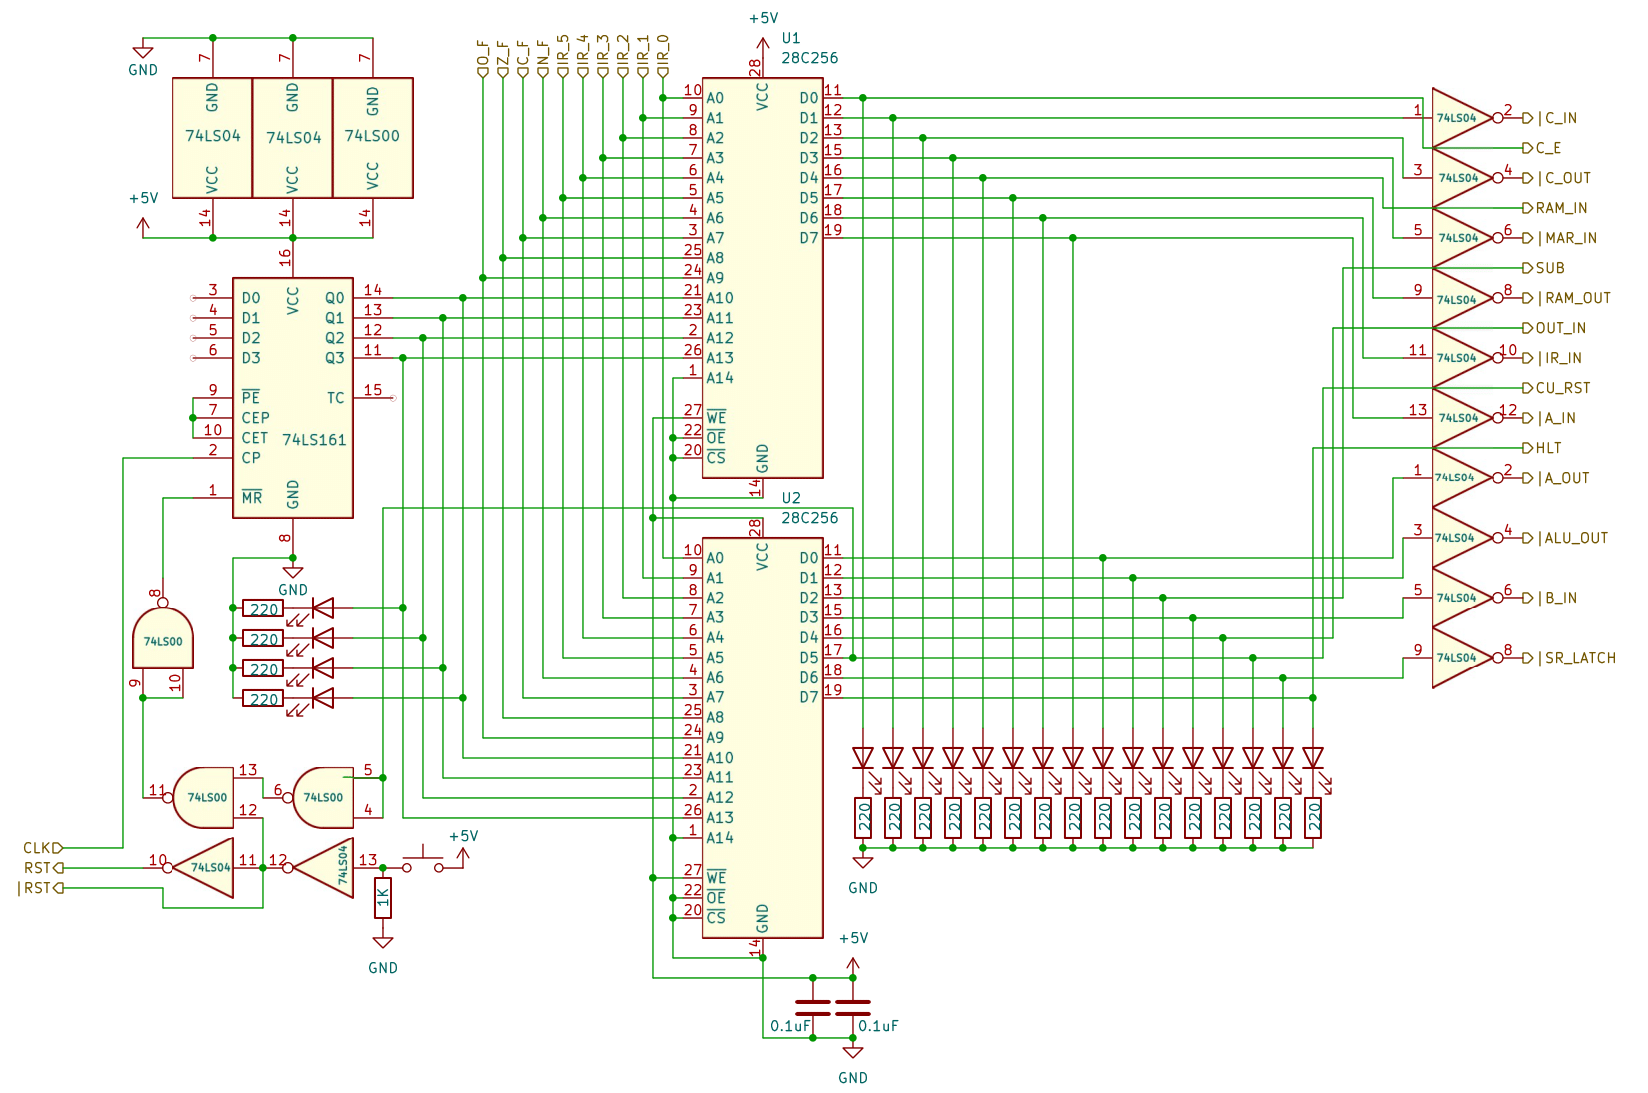 +5V
O_F
Z_F
C_F
N_F
IR_5
IR_4
IR_3
IR_2
IR_1
IR_0
U1
28C256
28
VCC
10 A0 D0 11
9 A1 D1 12
8 A2 D2 13
7 A3 D3 15
6 A4 D4 16
5 A5 D5 17
4 A6 D6 18
3 A7 D7 19
25 A8
24 A9
21 A10
23 A11
2 A12
26 A13
1 A14
27 WE
22 OE
20 CS
GND
14
GND
7 7 7
GND GND GND
74LS04 74LS04 74LS00
VCC VCC VCC
+5V
14 14 14
16
VCC
3 D0 Q0 14
4 D1 Q1 13
5 D2 Q2 12
6 D3 Q3 11
9 PE TC 15
7 CEP
10 CET
74LS161
2 CP
1 MR
GND
8
GND
220
220
220
220
8
74LS00
9 10
11 74LS00 13
12
6 74LS00 5
4
CLK
RST
|RST
10 74LS04 11
12 74LS04 13
+5V
1K
GND
U2
28C256
28
VCC
10 A0 D0 11
9 A1 D1 12
8 A2 D2 13
7 A3 D3 15
6 A4 D4 16
5 A5 D5 17
4 A6 D6 18
3 A7 D7 19
25 A8
24 A9
21 A10
23 A11
2 A12
26 A13
1 A14
27 WE
22 OE
20 CS
GND
14
+5V
0.1uF 0.1uF
GND
220 220 220 220 220 220 220 220 220 220 220 220 220 220 220 220
GND
1 74LS04 2 |C_IN
C_E
3 74LS04 4 |C_OUT
RAM_IN
5 74LS04 6 |MAR_IN
SUB
9 74LS04 8 |RAM_OUT
OUT_IN
11 74LS04 10 |IR_IN
CU_RST
13 74LS04 12 |A_IN
HLT
1 74LS04 2 |A_OUT
3 74LS04 4 |ALU_OUT
5 74LS04 6 |B_IN
9 74LS04 8 |SR_LATCH